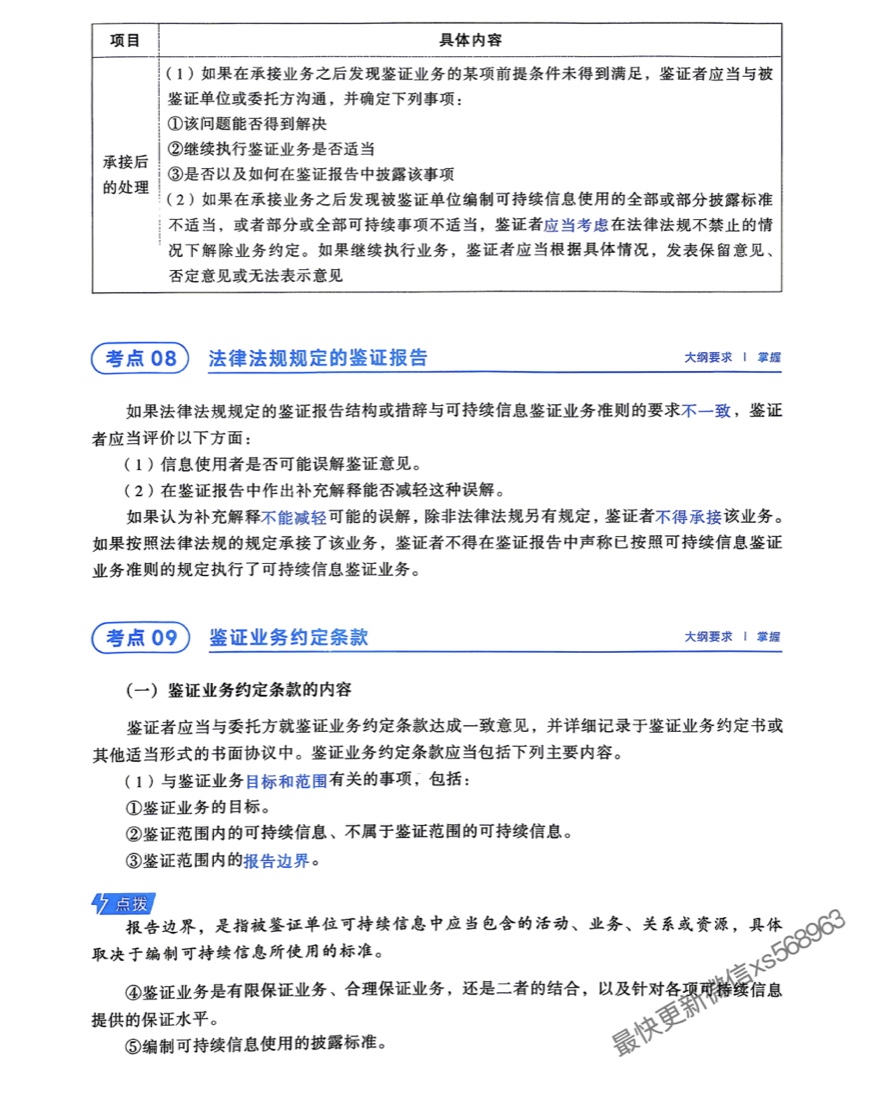 项目 具体内容
承接后
的处理
（1）如果在承接业务之后发现鉴证业务的某项前提条件未得到满足，鉴证者应当与被
鉴证单位或委托方沟通，并确定下列事项：
①该问题能否得到解决
②继续执行鉴证业务是否适当
③是否以及如何在鉴证报告中披露该事项
（2）如果在承接业务之后发现被鉴证单位编制可持续信息使用的全部或部分披露标准
不适当，或者部分或全部可持续事项不适当，鉴证者应当考虑在法律法规不禁止的情
况下解除业务约定。如果继续执行业务，鉴证者应当根据具体情况，发表保留意见、
否定意见或无法表示意见
考点 08 法律法规规定的鉴证报告 大纲要求 | 掌握
如果法律法规规定的鉴证报告结构或措辞与可持续信息鉴证业务准则的要求不一致，鉴证
者应当评价以下方面：
（1）信息使用者是否可能误解鉴证意见。
（2）在鉴证报告中作出补充解释能否减轻这种误解。
如果认为补充解释不能减轻可能的误解，除非法律法规另有规定，鉴证者不得承接该业务。
如果按照法律法规的规定承接了该业务，鉴证者不得在鉴证报告中声称已按照可持续信息鉴证
业务准则的规定执行了可持续信息鉴证业务。
考点 09 鉴证业务约定条款 大纲要求 | 掌握
（一）鉴证业务约定条款的内容
鉴证者应当与委托方就鉴证业务约定条款达成一致意见，并详细记录于鉴证业务约定书或
其他适当形式的书面协议中。鉴证业务约定条款应当包括下列主要内容。
（1）与鉴证业务目标和范围有关的事项，包括：
①鉴证业务的目标。
②鉴证范围内的可持续信息、不属于鉴证范围的可持续信息。
③鉴证范围内的报告边界。
点拨
报告边界，是指被鉴证单位可持续信息中应当包含的活动、业务、关系或资源，具体
取决于编制可持续信息所使用的标准。
④鉴证业务是有限保证业务、合理保证业务，还是二者的结合，以及针对各项可持续信息
提供的保证水平。
⑤编制可持续信息使用的披露标准。
最快更新微信xs568963